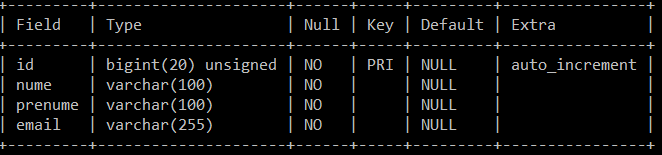 +---------+---------------------+------+-----+---------+----------------+
| Field   | Type                | Null | Key | Default | Extra          |
+---------+---------------------+------+-----+---------+----------------+
| id      | bigint(20) unsigned | NO   | PRI | NULL    | auto_increment |
| nume    | varchar(100)        | NO   |     | NULL    |                |
| prenume | varchar(100)        | NO   |     | NULL    |                |
| email   | varchar(255)        | NO   |     | NULL    |                |
+---------+---------------------+------+-----+---------+----------------+